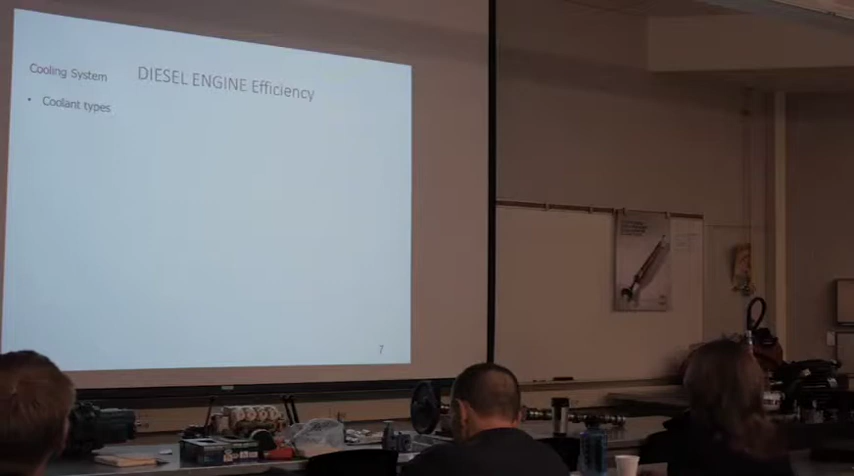 DIESEL ENGINE Efficiency
Cooling System
• Coolant types
7